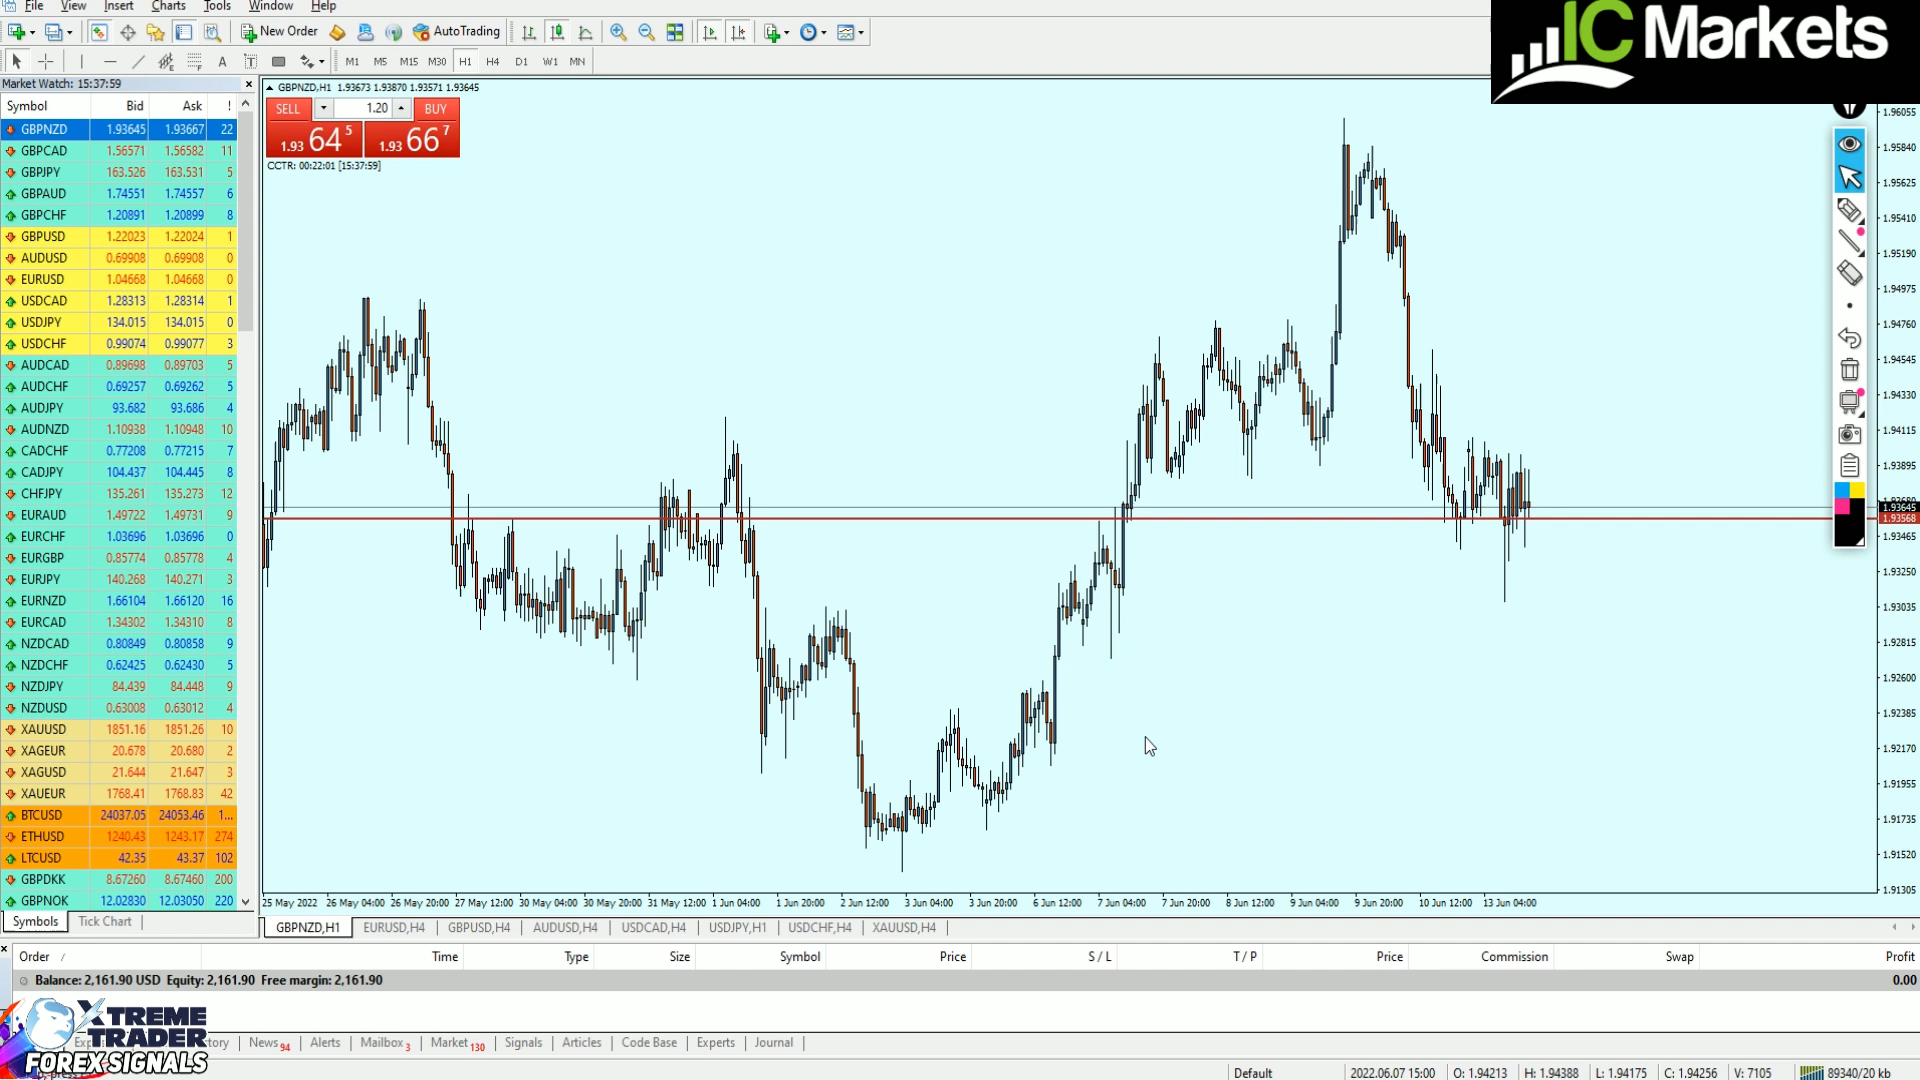 File View Insert Charts Tools Window Help
IC Markets
New Order AutoTrading
A T M1 M5 M15 M30 H1 H4 D1 W1 MN
Market Watch: 15:37:59
Symbol Bid Ask !
GBPNZD 1.93645 1.93667 22
GBPCAD 1.56571 1.56582 11
GBPJPY 163.526 163.531 5
GBPAUD 1.74551 1.74557 6
GBPCHF 1.20891 1.20899 8
GBPUSD 1.22023 1.22024 1
AUDUSD 0.69908 0.69908 0
EURUSD 1.04668 1.04668 0
USDCAD 1.28313 1.28314 1
USDJPY 134.015 134.015 0
USDCHF 0.99074 0.99077 3
AUDCAD 0.89698 0.89703 5
AUDCHF 0.69257 0.69262 5
AUDJPY 93.682 93.686 4
AUDNZD 1.10938 1.10948 10
CADCHF 0.77208 0.77215 7
CADJPY 104.437 104.445 8
CHFJPY 135.261 135.273 12
EURAUD 1.49722 1.49731 9
EURCHF 1.03696 1.03696 0
EURGBP 0.85774 0.85778 4
EURJPY 140.268 140.271 3
EURNZD 1.66104 1.66120 16
EURCAD 1.34302 1.34310 8
NZDCAD 0.80849 0.80858 9
NZDCHF 0.62425 0.62430 5
NZDJPY 84.439 84.448 9
NZDUSD 0.63008 0.63012 4
XAUUSD 1851.16 1851.26 10
XAGEUR 20.678 20.680 2
XAGUSD 21.644 21.647 3
XAUEUR 1768.41 1768.83 42
BTCUSD 24037.05 24053.46 1...
ETHUSD 1240.43 1243.17 274
LTCUSD 42.35 43.37 102
GBPDKK 8.67260 8.67460 200
GBPNOK 12.02830 12.03050 220
Symbols Tick Chart
GBPNZD,H1 1.93673 1.93870 1.93571 1.93645
SELL 1.20 BUY
1.93 64 5 1.93 66 7
CCTR: 00:22:01 [15:37:59]
1.96055
1.95840
1.95625
1.95410
1.95190
1.94975
1.94760
1.94545
1.94330
1.94115
1.93895
1.93645
1.93568
1.93465
1.93250
1.93035
1.92815
1.92600
1.92385
1.92170
1.91955
1.91735
1.91520
1.91305
25 May 2022 26 May 04:00 26 May 20:00 27 May 12:00 30 May 04:00 30 May 20:00 31 May 12:00 1 Jun 04:00 1 Jun 20:00 2 Jun 12:00 3 Jun 04:00 3 Jun 20:00 6 Jun 12:00 7 Jun 04:00 7 Jun 20:00 8 Jun 12:00 9 Jun 04:00 9 Jun 20:00 10 Jun 12:00 13 Jun 04:00
GBPNZD,H1 EURUSD,H4 GBPUSD,H4 AUDUSD,H4 USDCAD,H4 USDJPY,H1 USDCHF,H4 XAUUSD,H4
Order / Time Type Size Symbol Price S / L T / P Price Commission Swap Profit
Balance: 2,161.90 USD Equity: 2,161.90 Free margin: 2,161.90 0.00
XTREME TRADER
FOREX SIGNALS
News 94 Alerts Mailbox 3 Market 130 Signals Articles Code Base Experts Journal
Default 2022.06.07 15:00 O: 1.94213 H: 1.94388 L: 1.94175 C: 1.94256 V: 7105 89340/20 kb